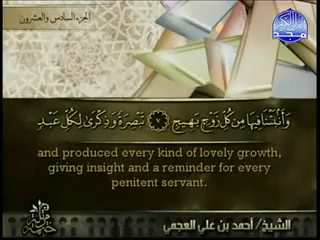 الجزء السادس والعشرون
وَأَنۢبَتۡنَا فِيهَا مِن كُلِّ زَوۡجِۭ بَهِيجٖ ٧ تَبۡصِرَةٗ وَذِكۡرَىٰ لِكُلِّ عَبۡدٖ
and produced every kind of lovely growth,
giving insight and a reminder for every
penitent servant.
الشيخ/ أحمد بن علي العجمي